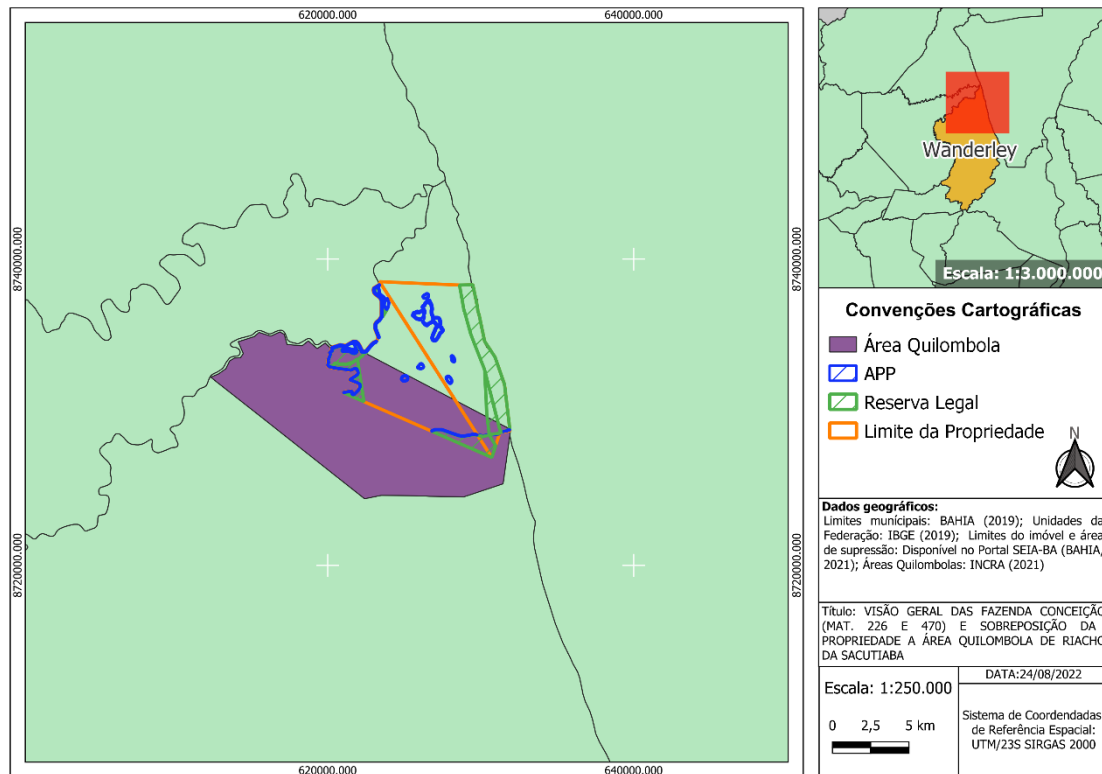 620000.000
640000.000
8740000.000
8740000.000
8720000.000
8720000.000
620000.000
640000.000
Wanderley
Escala: 1:3.000.000
Convenções Cartográficas
Área Quilombola
APP
Reserva Legal
Limite da Propriedade
N
Dados geográficos:
Limites munícipais: BAHIA (2019); Unidades da
Federação: IBGE (2019); Limites do imóvel e área
de supressão: Disponível no Portal SEIA-BA (BAHIA,
2021); Áreas Quilombolas: INCRA (2021)
Título: VISÃO GERAL DAS FAZENDA CONCEIÇÃO
(MAT. 226 E 470) E SOBREPOSIÇÃO DA
PROPRIEDADE A ÁREA QUILOMBOLA DE RIACHO
DA SACUTIABA
Escala: 1:250.000
0 2,5 5 km
DATA:24/08/2022
Sistema de Coordendadas
de Referência Espacial:
UTM/23S SIRGAS 2000